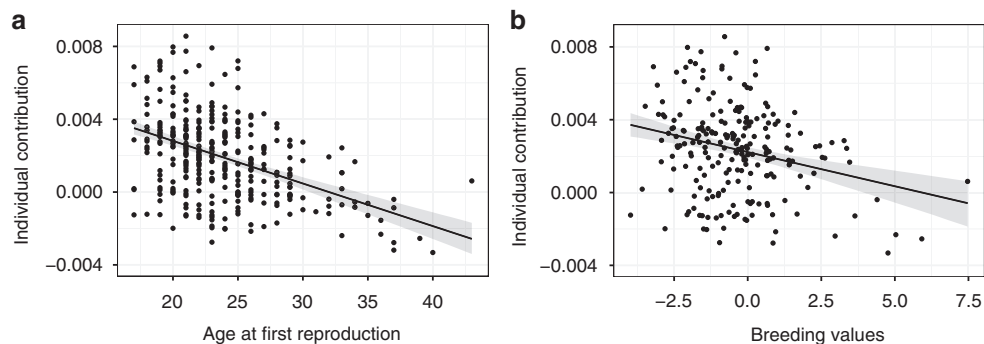 a
Individual contribution
0.008
0.004
0.000
−0.004
20 25 30 35 40
Age at first reproduction
b
Individual contribution
0.008
0.004
0.000
−0.004
−2.5 0.0 2.5 5.0 7.5
Breeding values